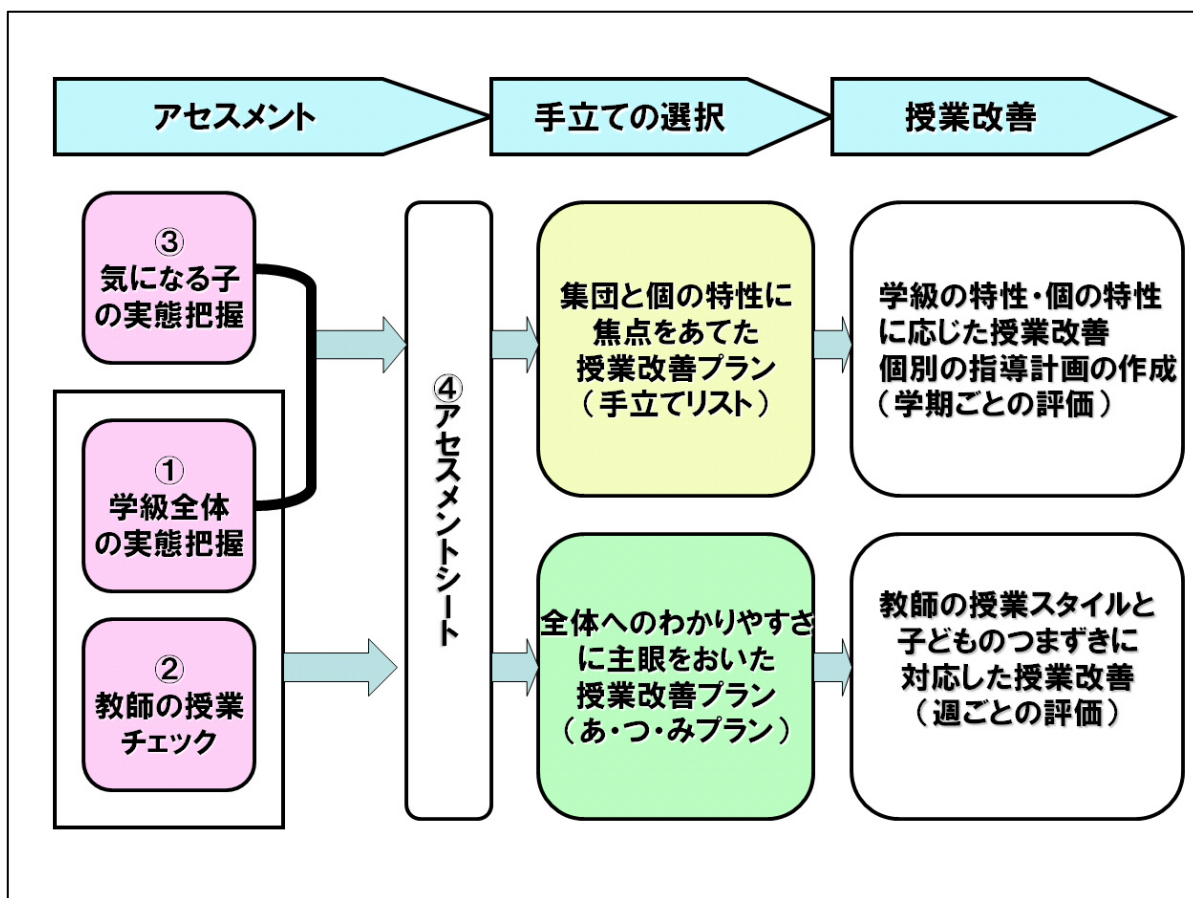 アセスメント
手立ての選択
授業改善
③
気になる子
の実態把握
①
学級全体
の実態把握
②
教師の授業
チェック
④アセスメントシート
集団と個の特性に
焦点をあてた
授業改善プラン
（手立てリスト）
全体へのわかりやすさ
に主眼をおいた
授業改善プラン
（あ・つ・みプラン）
学級の特性・個の特性
に応じた授業改善
個別の指導計画の作成
（学期ごとの評価）
教師の授業スタイルと
子どものつまずきに
対応した授業改善
（週ごとの評価）